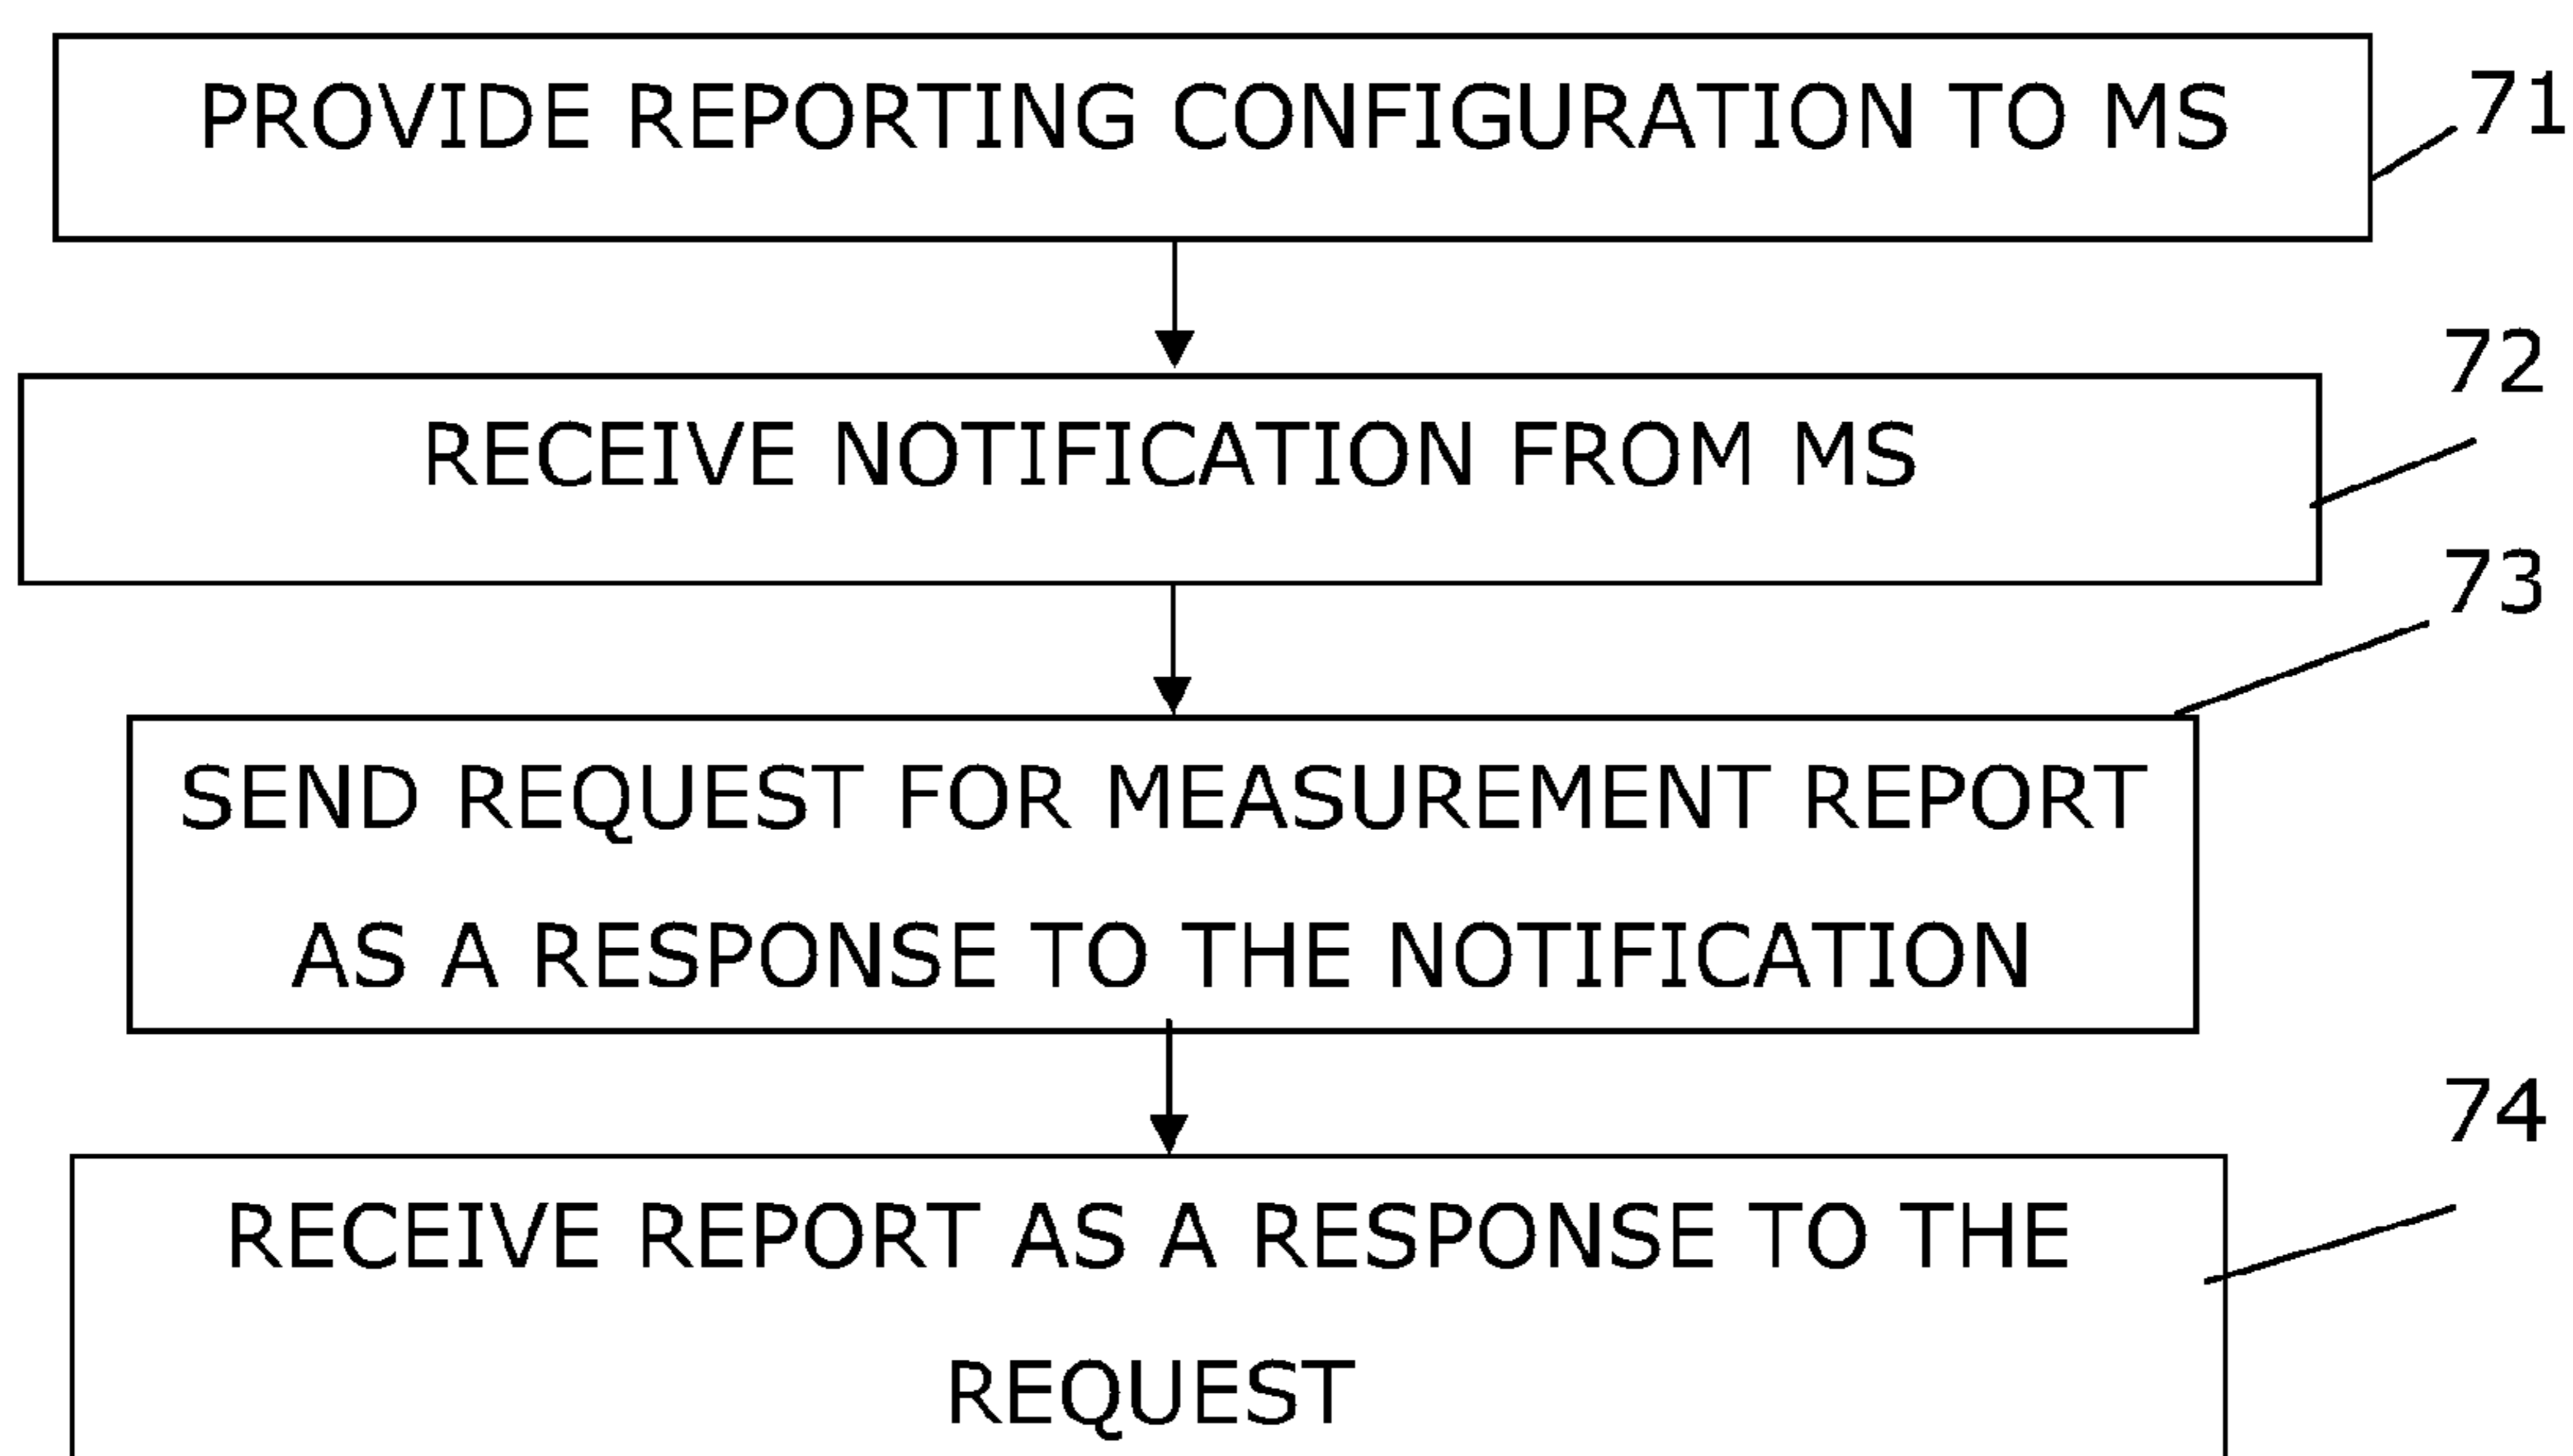 PROVIDE REPORTING CONFIGURATION TO MS
71
RECEIVE NOTIFICATION FROM MS
72
SEND REQUEST FOR MEASUREMENT REPORT
AS A RESPONSE TO THE NOTIFICATION
73
RECEIVE REPORT AS A RESPONSE TO THE
REQUEST
74